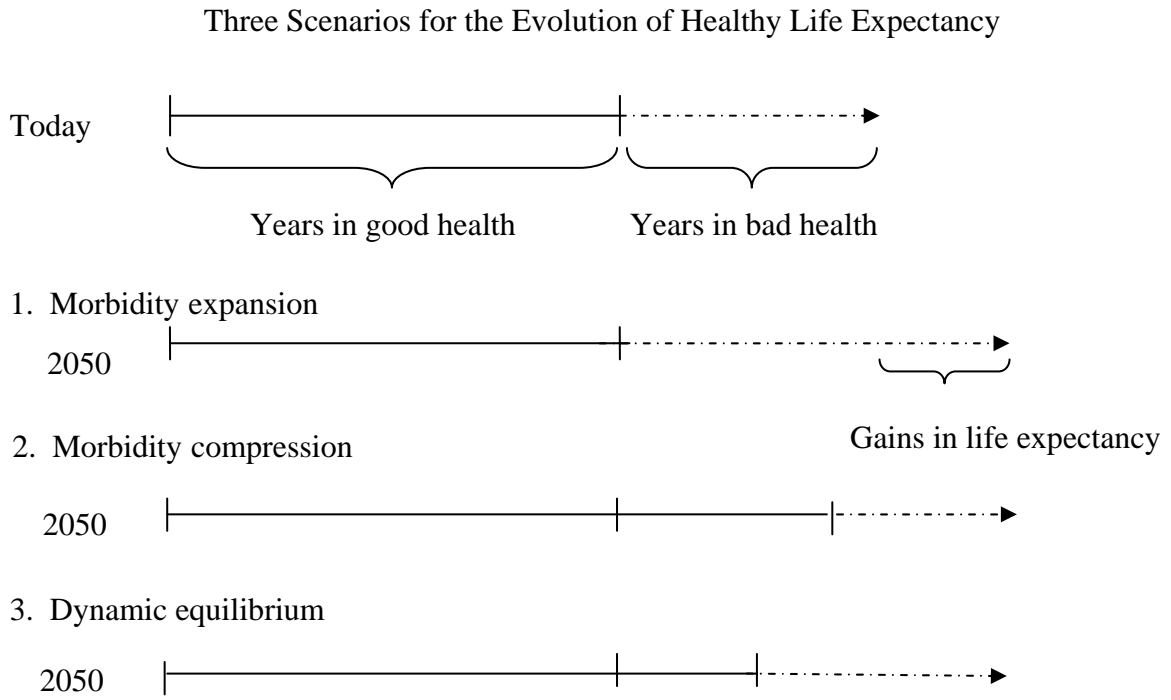 Three Scenarios for the Evolution of Healthy Life Expectancy
Today
Years in good health
Years in bad health
1. Morbidity expansion
2050
Gains in life expectancy
2. Morbidity compression
2050
3. Dynamic equilibrium
2050